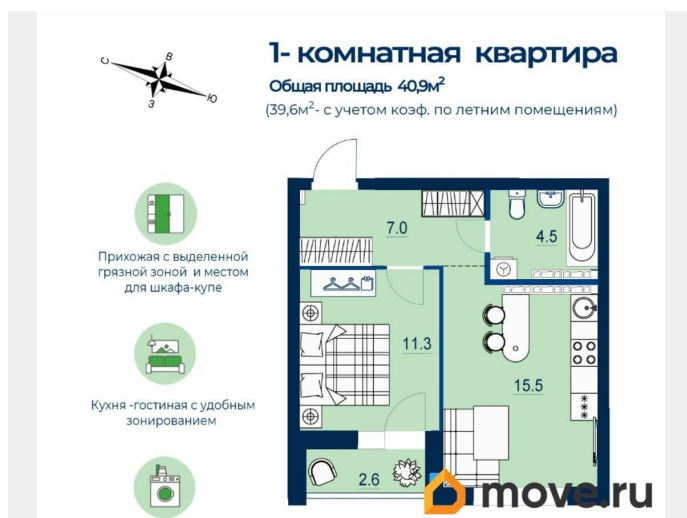 1- комнатная квартира
Общая площадь 40,9м²
(39,6м²- с учетом коэф. по летним помещениям)
С
В
З
Ю
Прихожая с выделенной
грязной зоной и местом
для шкафа-купе
Кухня -гостиная с удобным
зонированием
7.0
4.5
11.3
15.5
2.6
move.ru